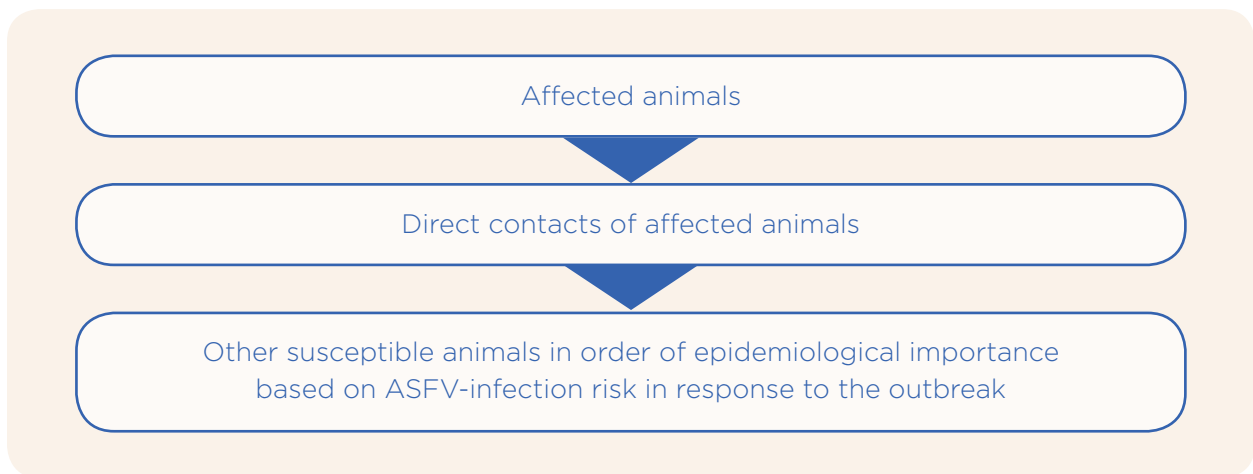 Affected animals
Direct contacts of affected animals
Other susceptible animals in order of epidemiological importance
based on ASFV-infection risk in response to the outbreak